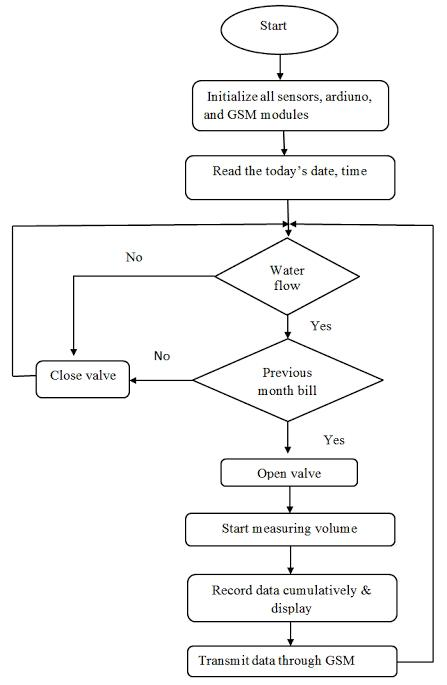 Start
Initialize all sensors, ardiuno,
and GSM modules
Read the today's date, time
No
Water
flow
Yes
No
Close valve
Previous
month bill
Yes
Open valve
Start measuring volume
Record data cumulatively &
display
Transmit data through GSM